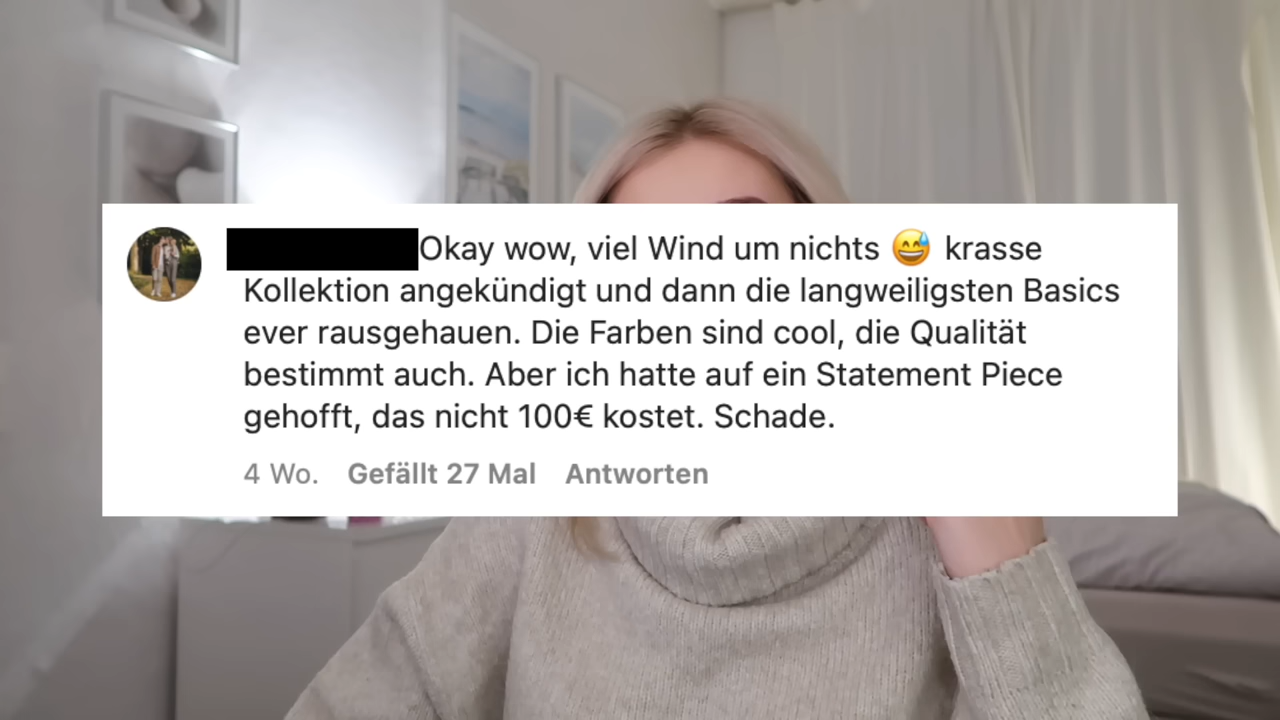 Okay wow, viel Wind um nichts 😅 krasse
Kollektion angekündigt und dann die langweiligsten Basics
ever rausgehauen. Die Farben sind cool, die Qualität
bestimmt auch. Aber ich hatte auf ein Statement Piece
gehofft, das nicht 100€ kostet. Schade.
4 Wo. Gefällt 27 Mal Antworten